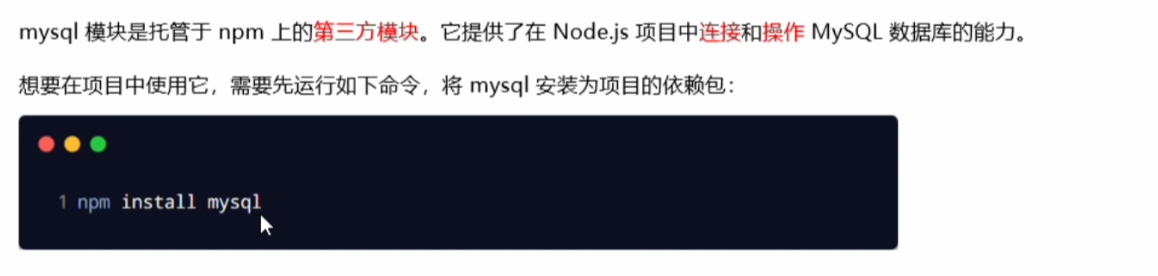 mysql 模块是托管于 npm 上的第三方模块。它提供了在 Node.js 项目中连接和操作 MySQL 数据库的能力。
想要在项目中使用它，需要先运行如下命令，将 mysql 安装为项目的依赖包：
1 npm install mysql